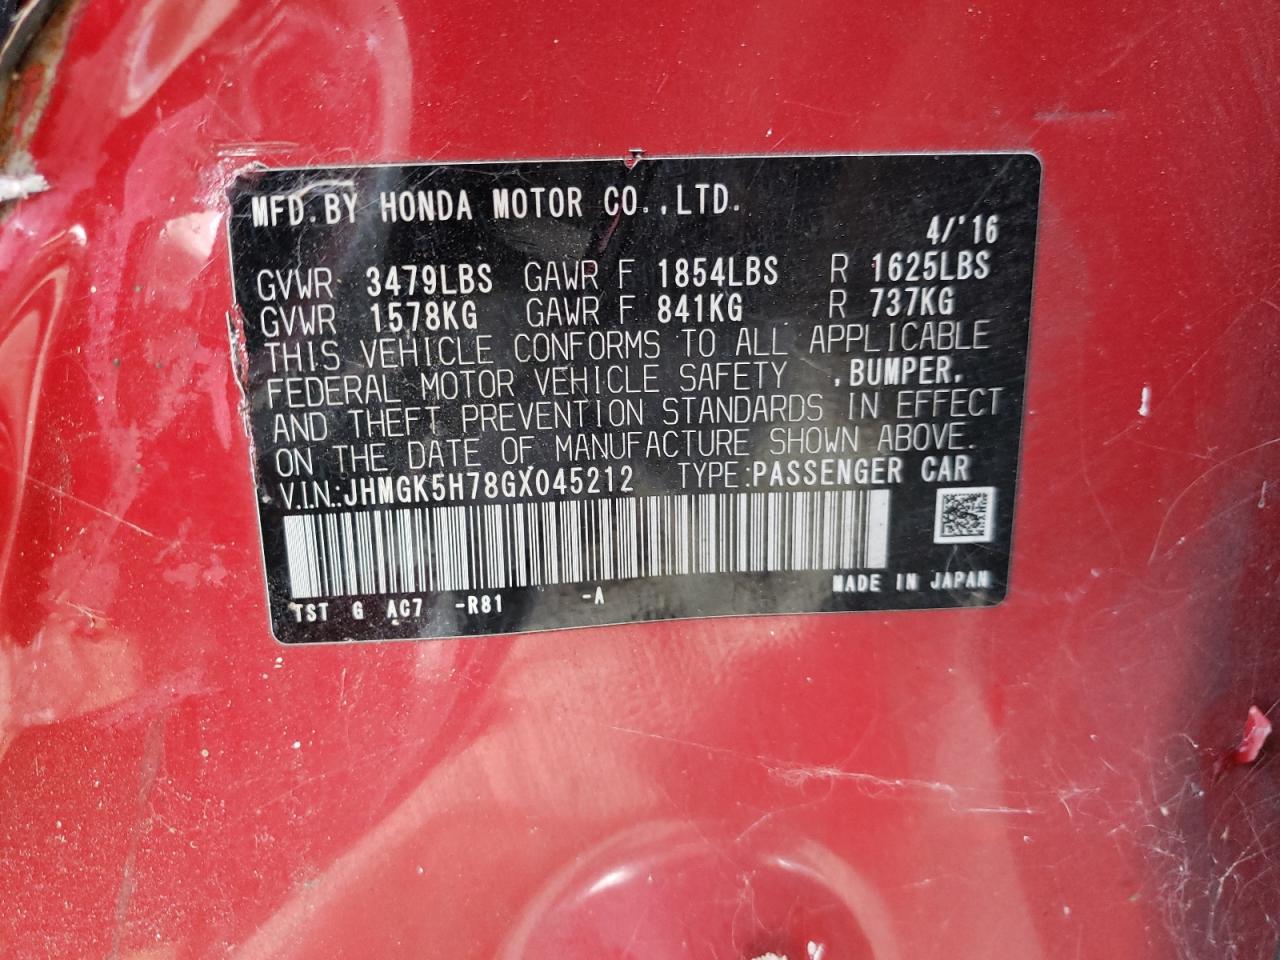 MFD.BY HONDA MOTOR CO.,LTD.
4/'16
GVWR 3479LBS GAWR F 1854LBS R 1625LBS
GVWR 1578KG GAWR F 841KG R 737KG
THIS VEHICLE CONFORMS TO ALL APPLICABLE
FEDERAL MOTOR VEHICLE SAFETY ,BUMPER,
AND THEFT PREVENTION STANDARDS IN EFFECT
ON THE DATE OF MANUFACTURE SHOWN ABOVE.
V.I.N.:JHMGK5H78GX045212 TYPE:PASSENGER CAR
MADE IN JAPAN
TST G AC7 -R81 -A